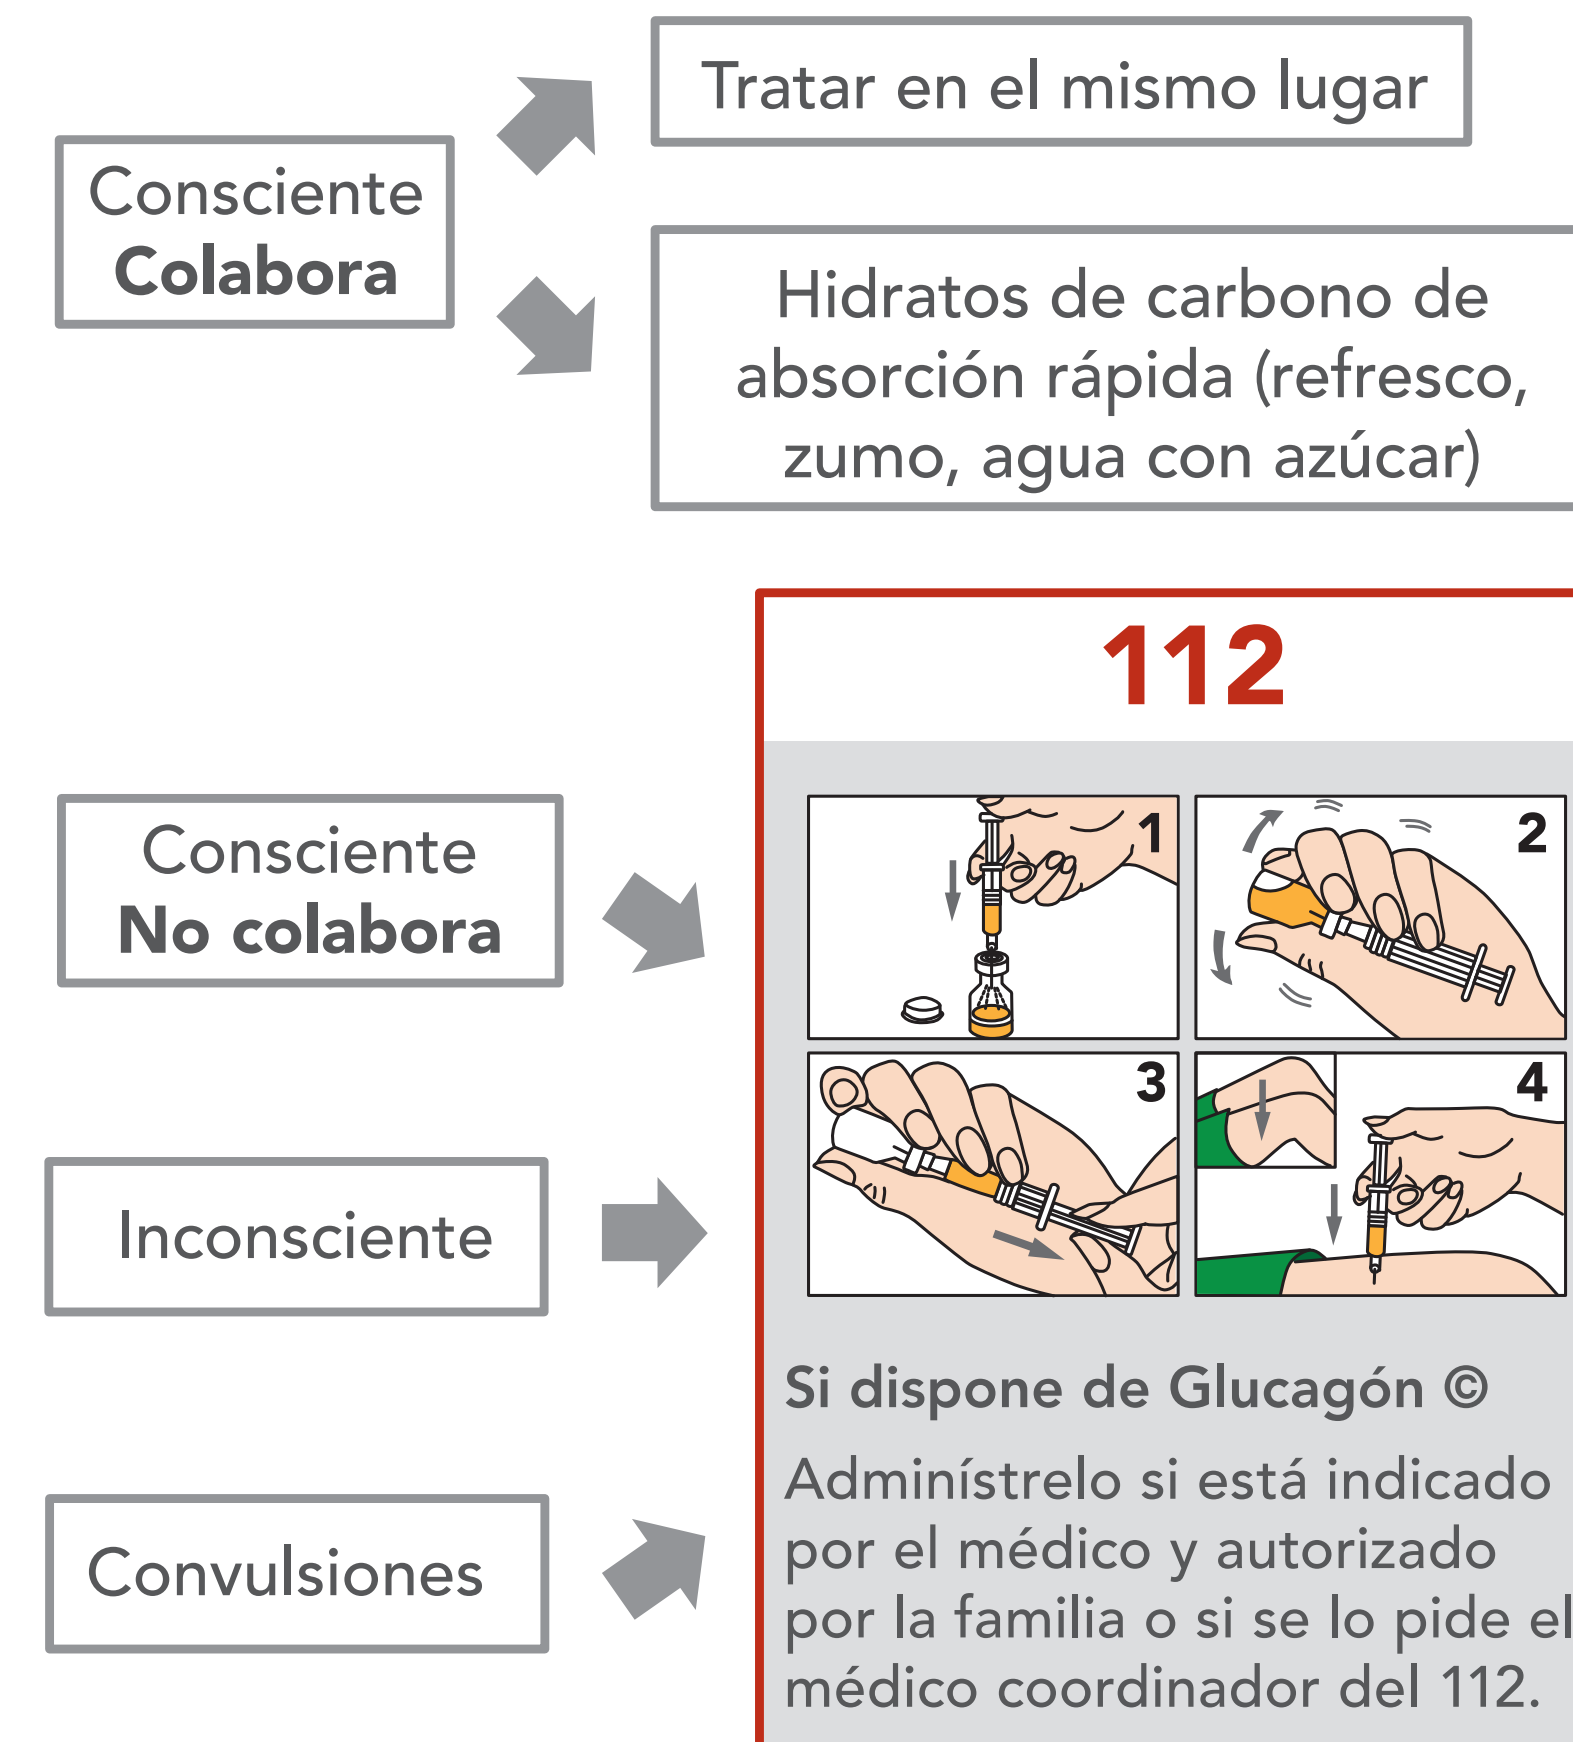 Tratar en el mismo lugar
Consciente
Colabora
Hidratos de carbono de
absorción rápida (refresco,
zumo, agua con azúcar)
112
Consciente
No colabora
Inconsciente
Convulsiones
1
2
3
4
Si dispone de Glucagón ©
Adminístrelo si está indicado
por el médico y autorizado
por la familia o si se lo pide el
médico coordinador del 112.